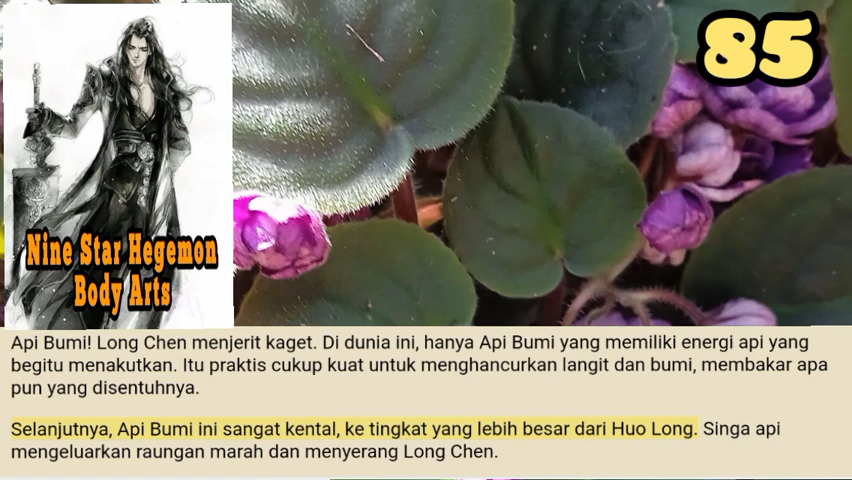 85
Nine Star Hegemon
Body Arts
Api Bumi! Long Chen menjerit kaget. Di dunia ini, hanya Api Bumi yang memiliki energi api yang
begitu menakutkan. Itu praktis cukup kuat untuk menghancurkan langit dan bumi, membakar apa
pun yang disentuhnya.
Selanjutnya, Api Bumi ini sangat kental, ke tingkat yang lebih besar dari Huo Long. Singa api
mengeluarkan raungan marah dan menyerang Long Chen.